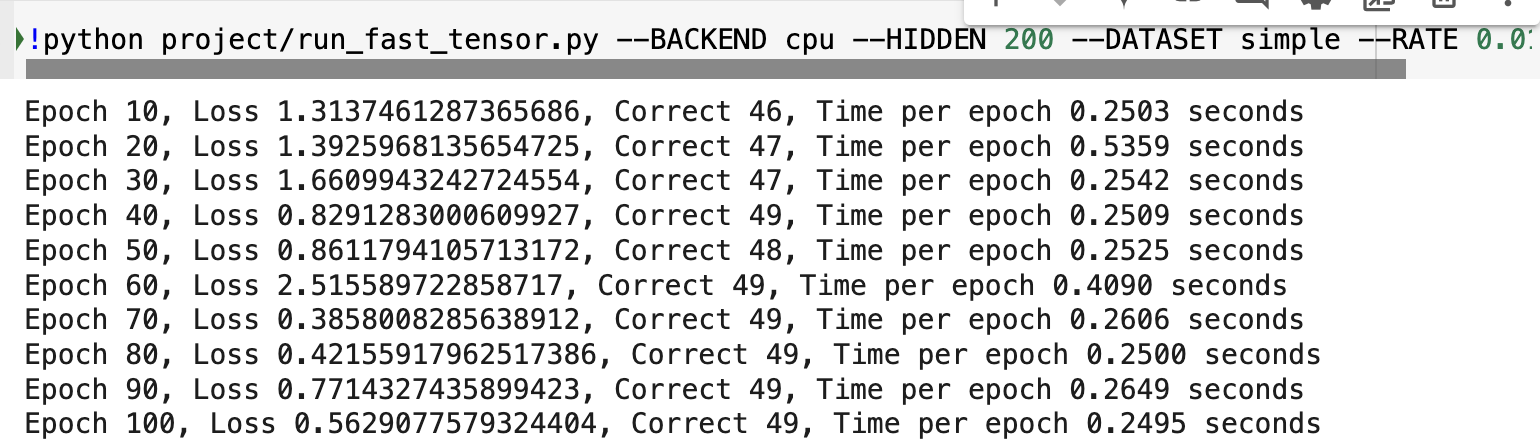 !python project/run_fast_tensor.py --BACKEND cpu --HIDDEN 200 --DATASET simple --RATE 0.0
Epoch 10, Loss 1.3137461287365686, Correct 46, Time per epoch 0.2503 seconds
Epoch 20, Loss 1.3925968135654725, Correct 47, Time per epoch 0.5359 seconds
Epoch 30, Loss 1.6609943242724554, Correct 47, Time per epoch 0.2542 seconds
Epoch 40, Loss 0.8291283000609927, Correct 49, Time per epoch 0.2509 seconds
Epoch 50, Loss 0.8611794105713172, Correct 48, Time per epoch 0.2525 seconds
Epoch 60, Loss 2.515589722858717, Correct 49, Time per epoch 0.4090 seconds
Epoch 70, Loss 0.3858008285638912, Correct 49, Time per epoch 0.2606 seconds
Epoch 80, Loss 0.42155917962517386, Correct 49, Time per epoch 0.2500 seconds
Epoch 90, Loss 0.7714327435899423, Correct 49, Time per epoch 0.2649 seconds
Epoch 100, Loss 0.5629077579324404, Correct 49, Time per epoch 0.2495 seconds